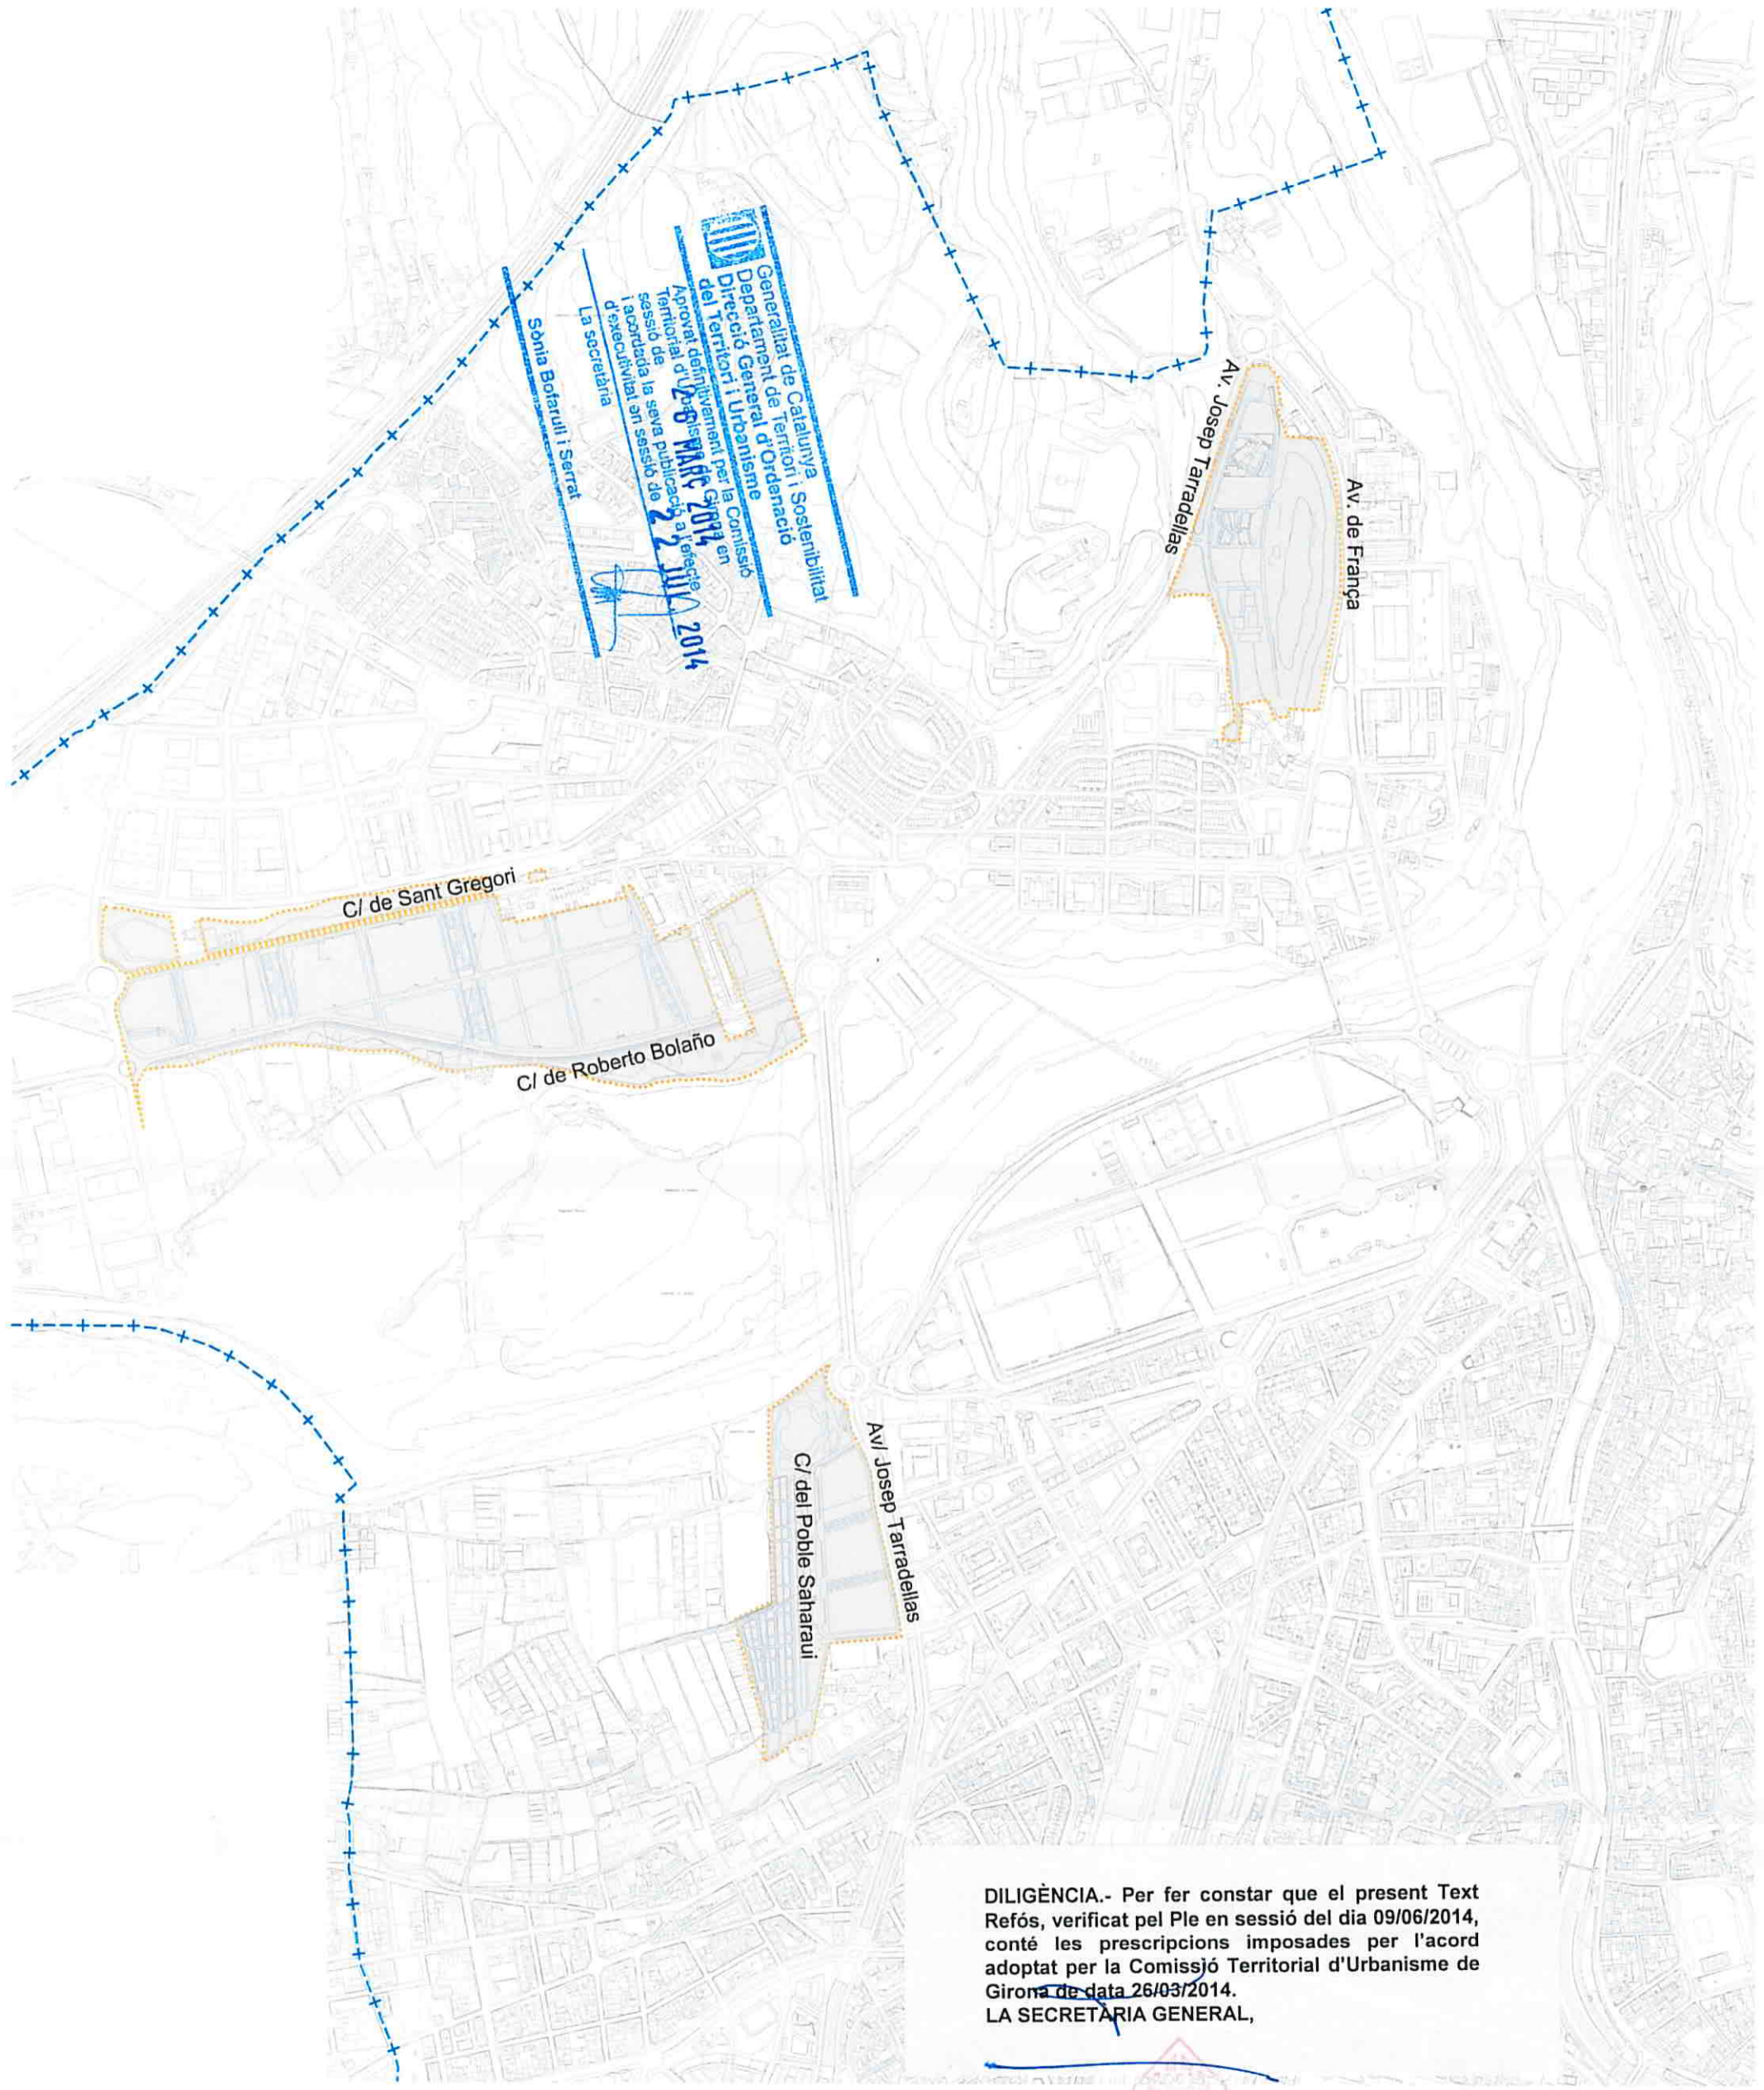 Generalitat de Catalunya
Departament de Territori i Sostenibilitat
Direcció General d'Ordenació
del Territori i Urbanisme
Aprovat definitivament per la Comissió
Territorial d'Urbanisme de Girona en
sessió de 26 MARÇ 2014
i acordada la seva publicació a l'efecte
d'executivitat en sessió de 22 JUL. 2014
La secretària
Sònia Bofarull i Serrat
Av. Josep Tarradellas
Av. de França
C/ de Sant Gregori
C/ de Roberto Bolaño
Av/ Josep Tarradellas
C/ del Poble Saharaui
DILIGÈNCIA.- Per fer constar que el present Text
Refós, verificat pel Ple en sessió del dia 09/06/2014,
conté les prescripcions imposades per l'acord
adoptat per la Comissió Territorial d'Urbanisme de
Girona de data 26/03/2014.
LA SECRETÀRIA GENERAL,